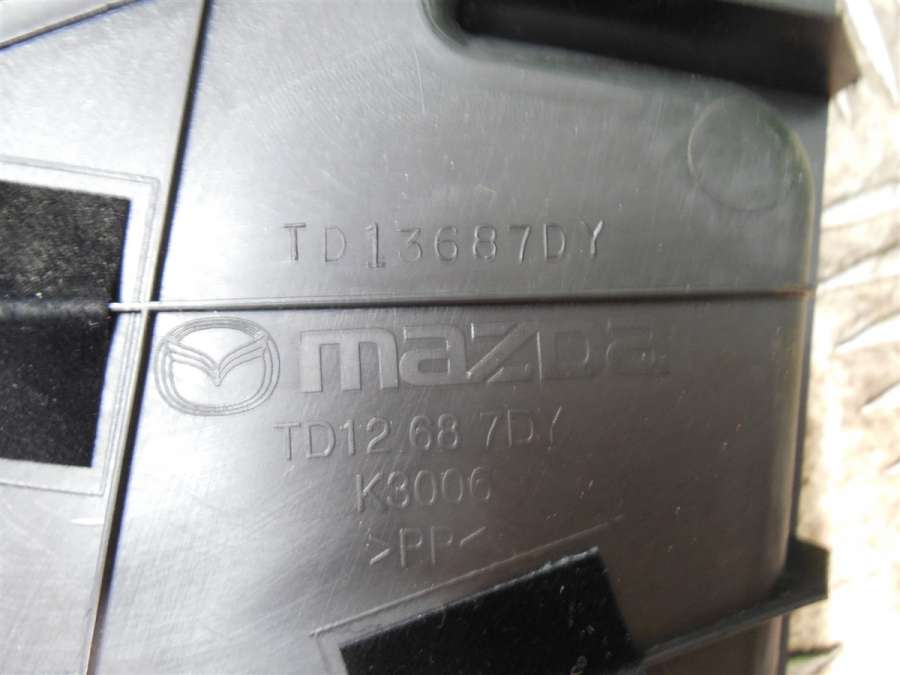 TD13687DY
mazda
TD12 68 7DY
K3006
>PP<